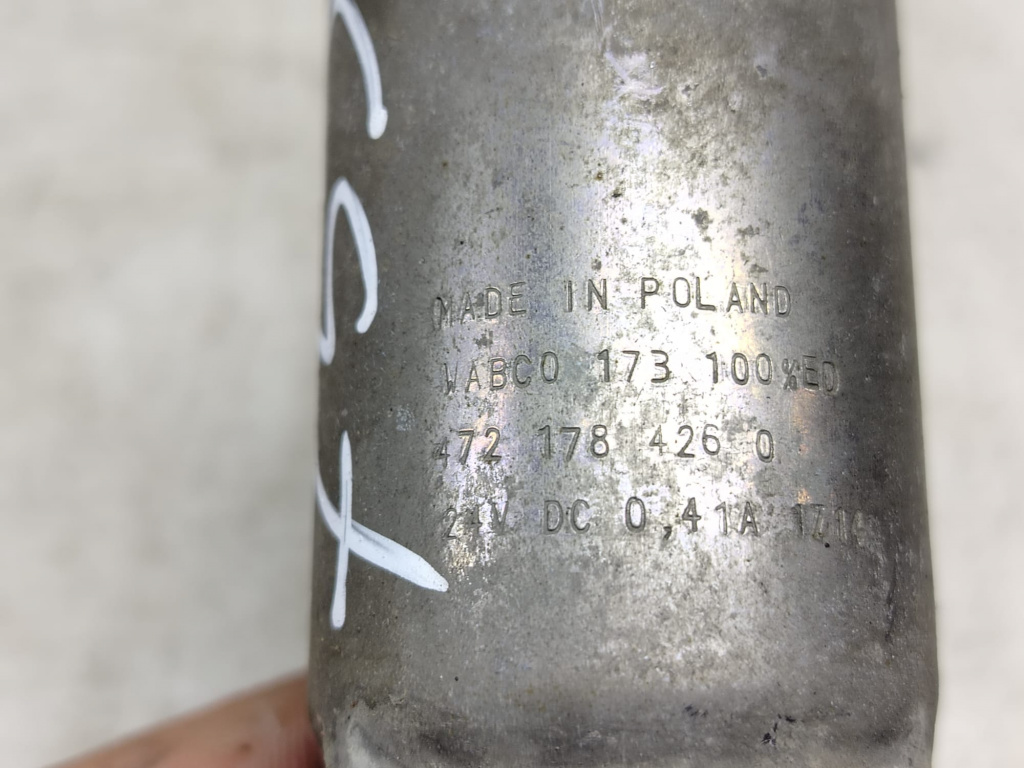 MADE IN POLAND
WABCO 173 100%ED
472 178 426 0
24V DC 0,41A